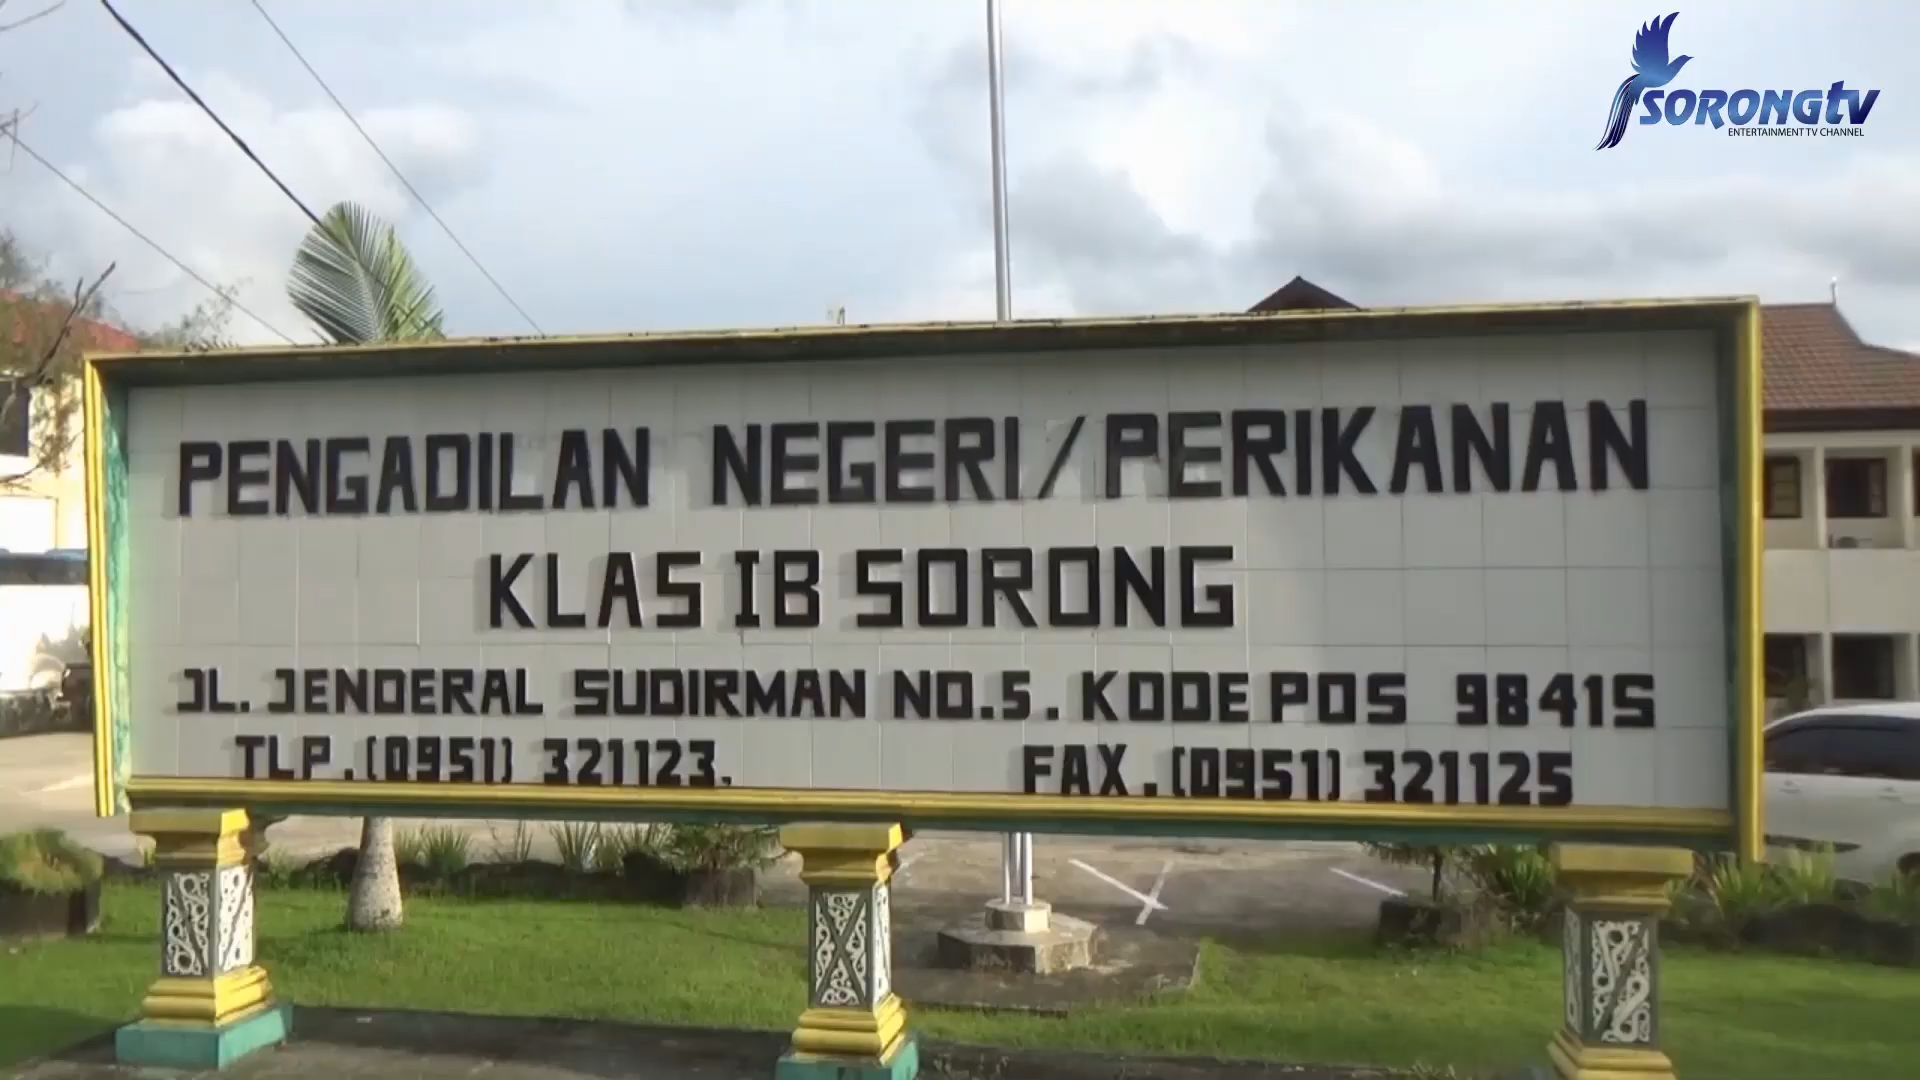 SORONGtv
ENTERTAINMENT TV CHANNEL
PENGADILAN NEGERI/PERIKANAN
KLAS IB SORONG
JL. JENDERAL SUDIRMAN NO.5. KODE POS 98415
TLP.(0951) 321123. FAX.(0951) 321125